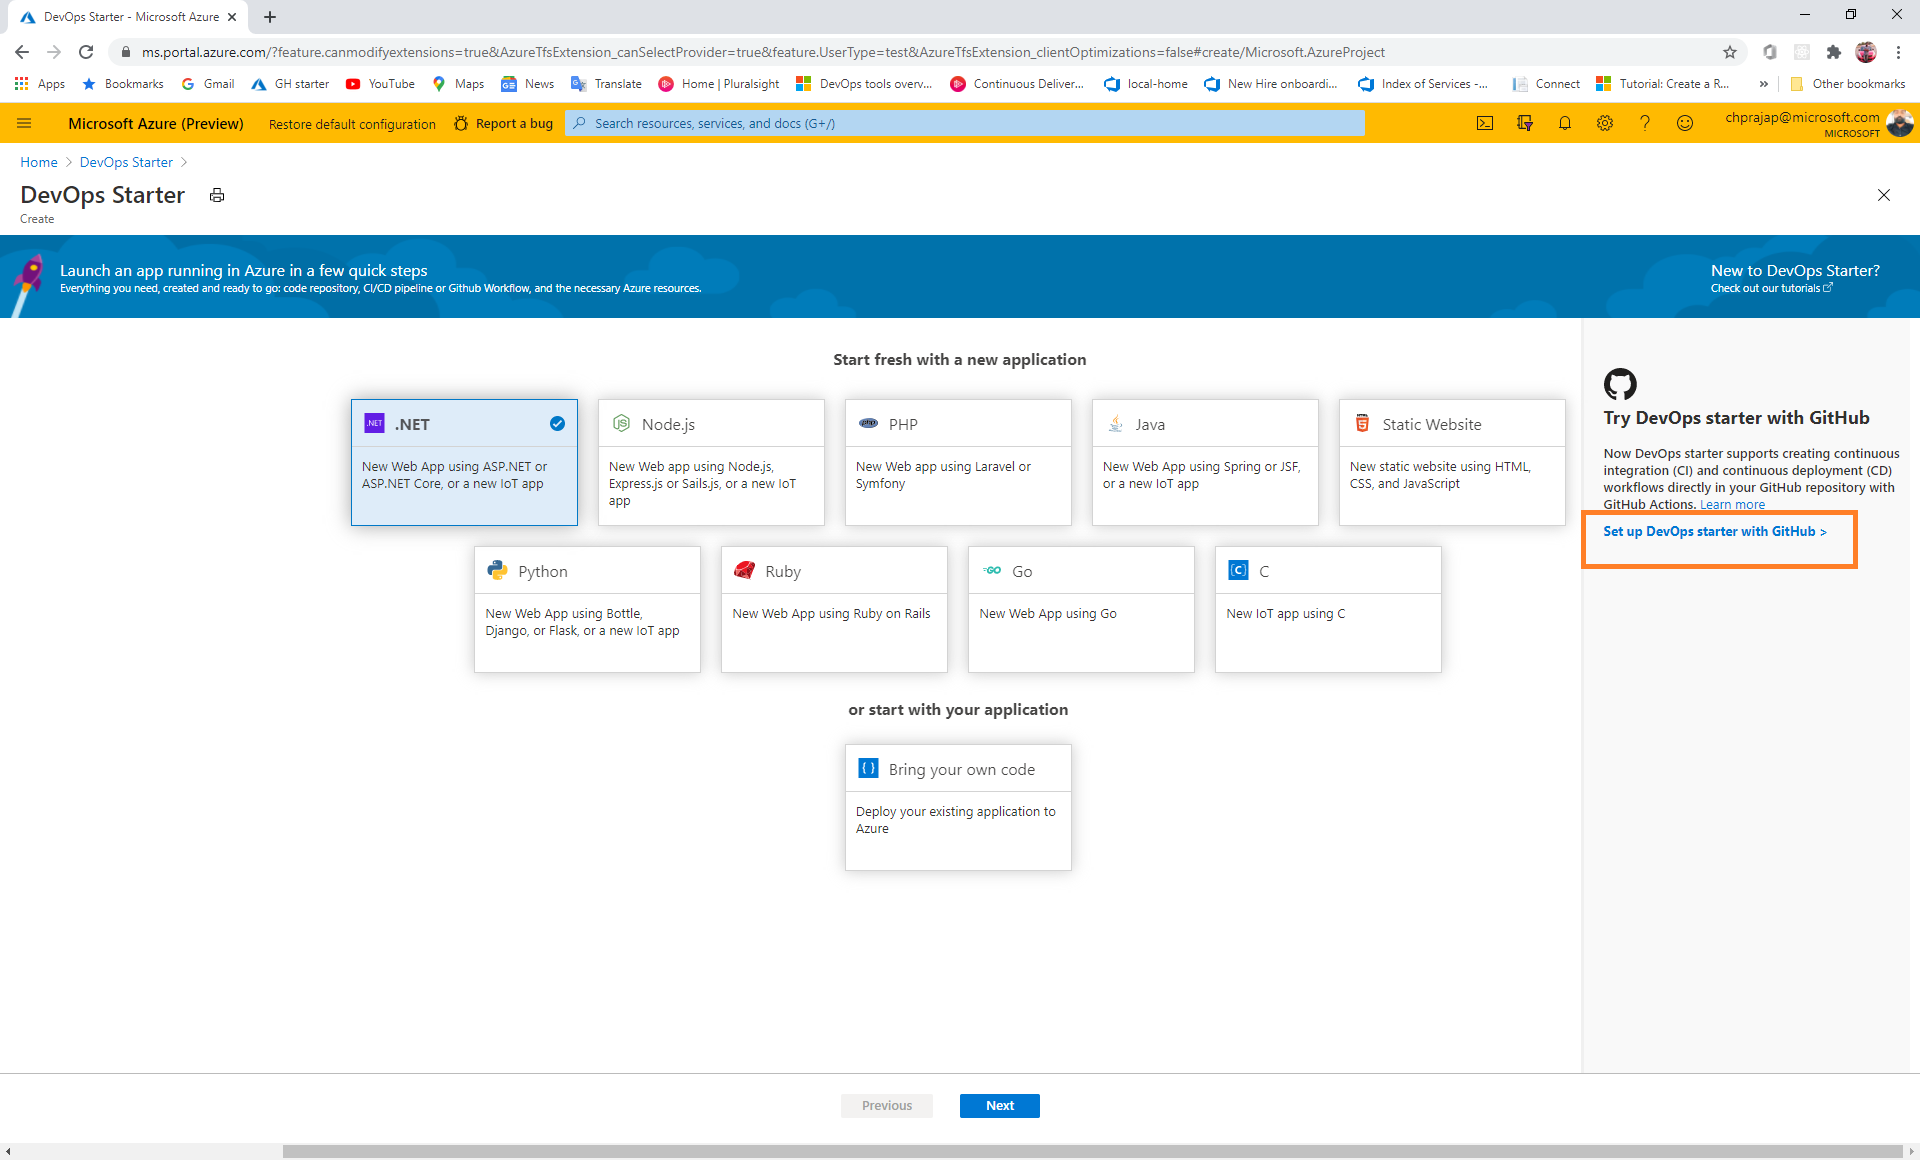 DevOps Starter - Microsoft Azure
ms.portal.azure.com/?feature.canmodifyextensions=true&AzureTfsExtension_canSelectProvider=true&feature.UserType=test&AzureTfsExtension_clientOptimizations=false#create/Microsoft.AzureProject
Apps Bookmarks Gmail GH starter YouTube Maps News Translate Home | Pluralsight DevOps tools overv... Continuous Deliver... local-home New Hire onboardi... Index of Services -... Connect Tutorial: Create a R... » Other bookmarks
Microsoft Azure (Preview) Restore default configuration Report a bug Search resources, services, and docs (G+/) chprajap@microsoft.com
MICROSOFT
Home > DevOps Starter >
DevOps Starter
Create
Launch an app running in Azure in a few quick steps
Everything you need, created and ready to go: code repository, CI/CD pipeline or Github Workflow, and the necessary Azure resources.
New to DevOps Starter?
Check out our tutorials
Start fresh with a new application
.NET
New Web App using ASP.NET or
ASP.NET Core, or a new IoT app
Node.js
New Web app using Node.js,
Express.js or Sails.js, or a new IoT
app
PHP
New Web app using Laravel or
Symfony
Java
New Web App using Spring or JSF,
or a new IoT app
Static Website
New static website using HTML,
CSS, and JavaScript
Python
New Web App using Bottle,
Django, or Flask, or a new IoT app
Ruby
New Web App using Ruby on Rails
Go
New Web App using Go
C
New IoT app using C
or start with your application
Bring your own code
Deploy your existing application to
Azure
Try DevOps starter with GitHub
Now DevOps starter supports creating continuous
integration (CI) and continuous deployment (CD)
workflows directly in your GitHub repository with
GitHub Actions. Learn more
Set up DevOps starter with GitHub >
Previous Next